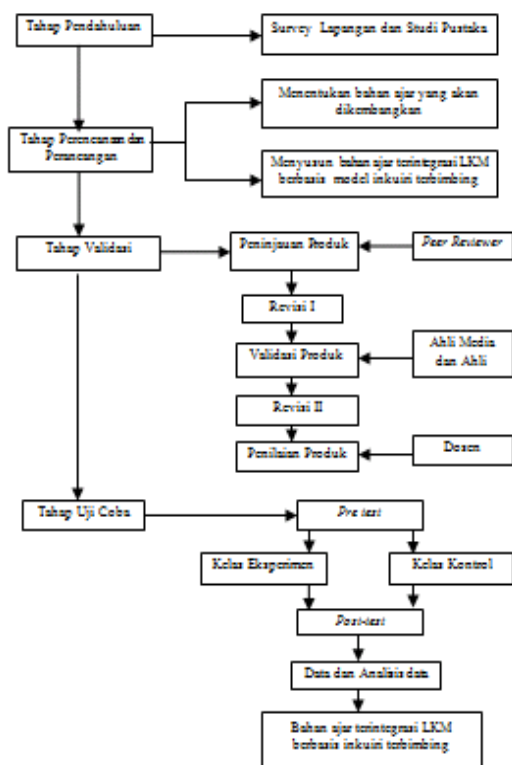 Tahap Pendahuluan
Survey Lapangan dan Studi Pustaka
Menentukan bahan ajar yang akan
dikembangkan
Tahap Perencanaan dan
Perancangan
Menyusun bahan ajar terintegrasi LKM
berbasis model inkuiri terbimbing
Tahap Validasi
Peninjauan Produk
Peer Reviewer
Revisi I
Validasi Produk
Ahli Media
dan Ahli
Revisi II
Penilaian Produk
Dosen
Tahap Uji Coba
Pre test
Kelas Eksperimen
Kelas Kontrol
Post-test
Data dan Analisis data
Bahan ajar terintegrasi LKM
berbasis inkuiri terbimbing